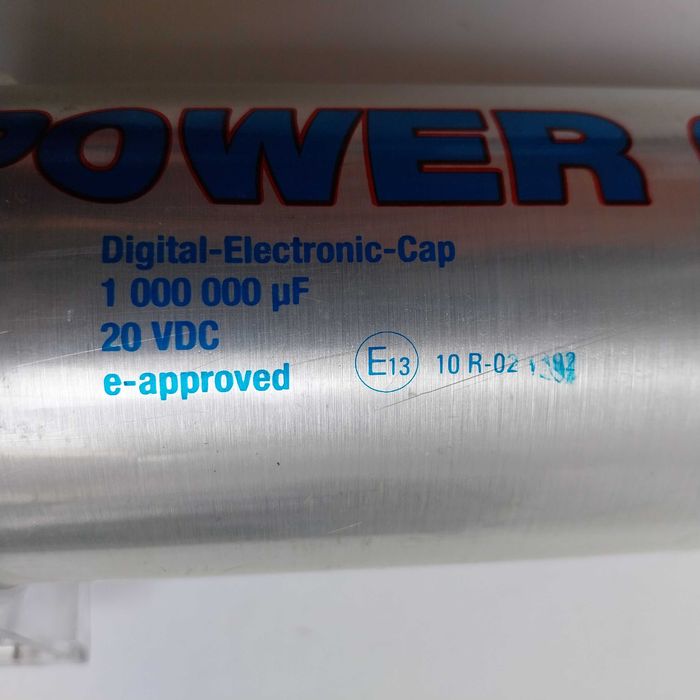 POWER
Digital-Electronic-Cap
1 000 000 µF
20 VDC
e-approved
E13 10 R-02